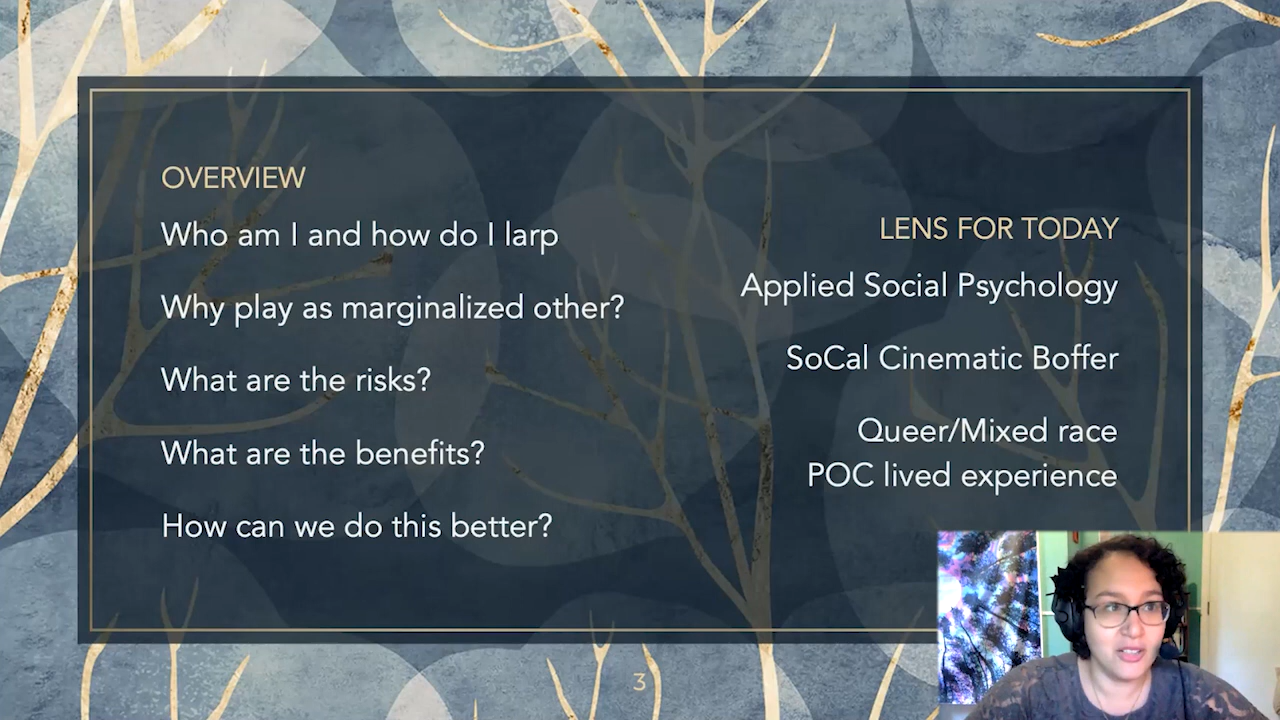 OVERVIEW
Who am I and how do I larp
Why play as marginalized other?
What are the risks?
What are the benefits?
How can we do this better?
LENS FOR TODAY
Applied Social Psychology
SoCal Cinematic Boffer
Queer/Mixed race
POC lived experience
3